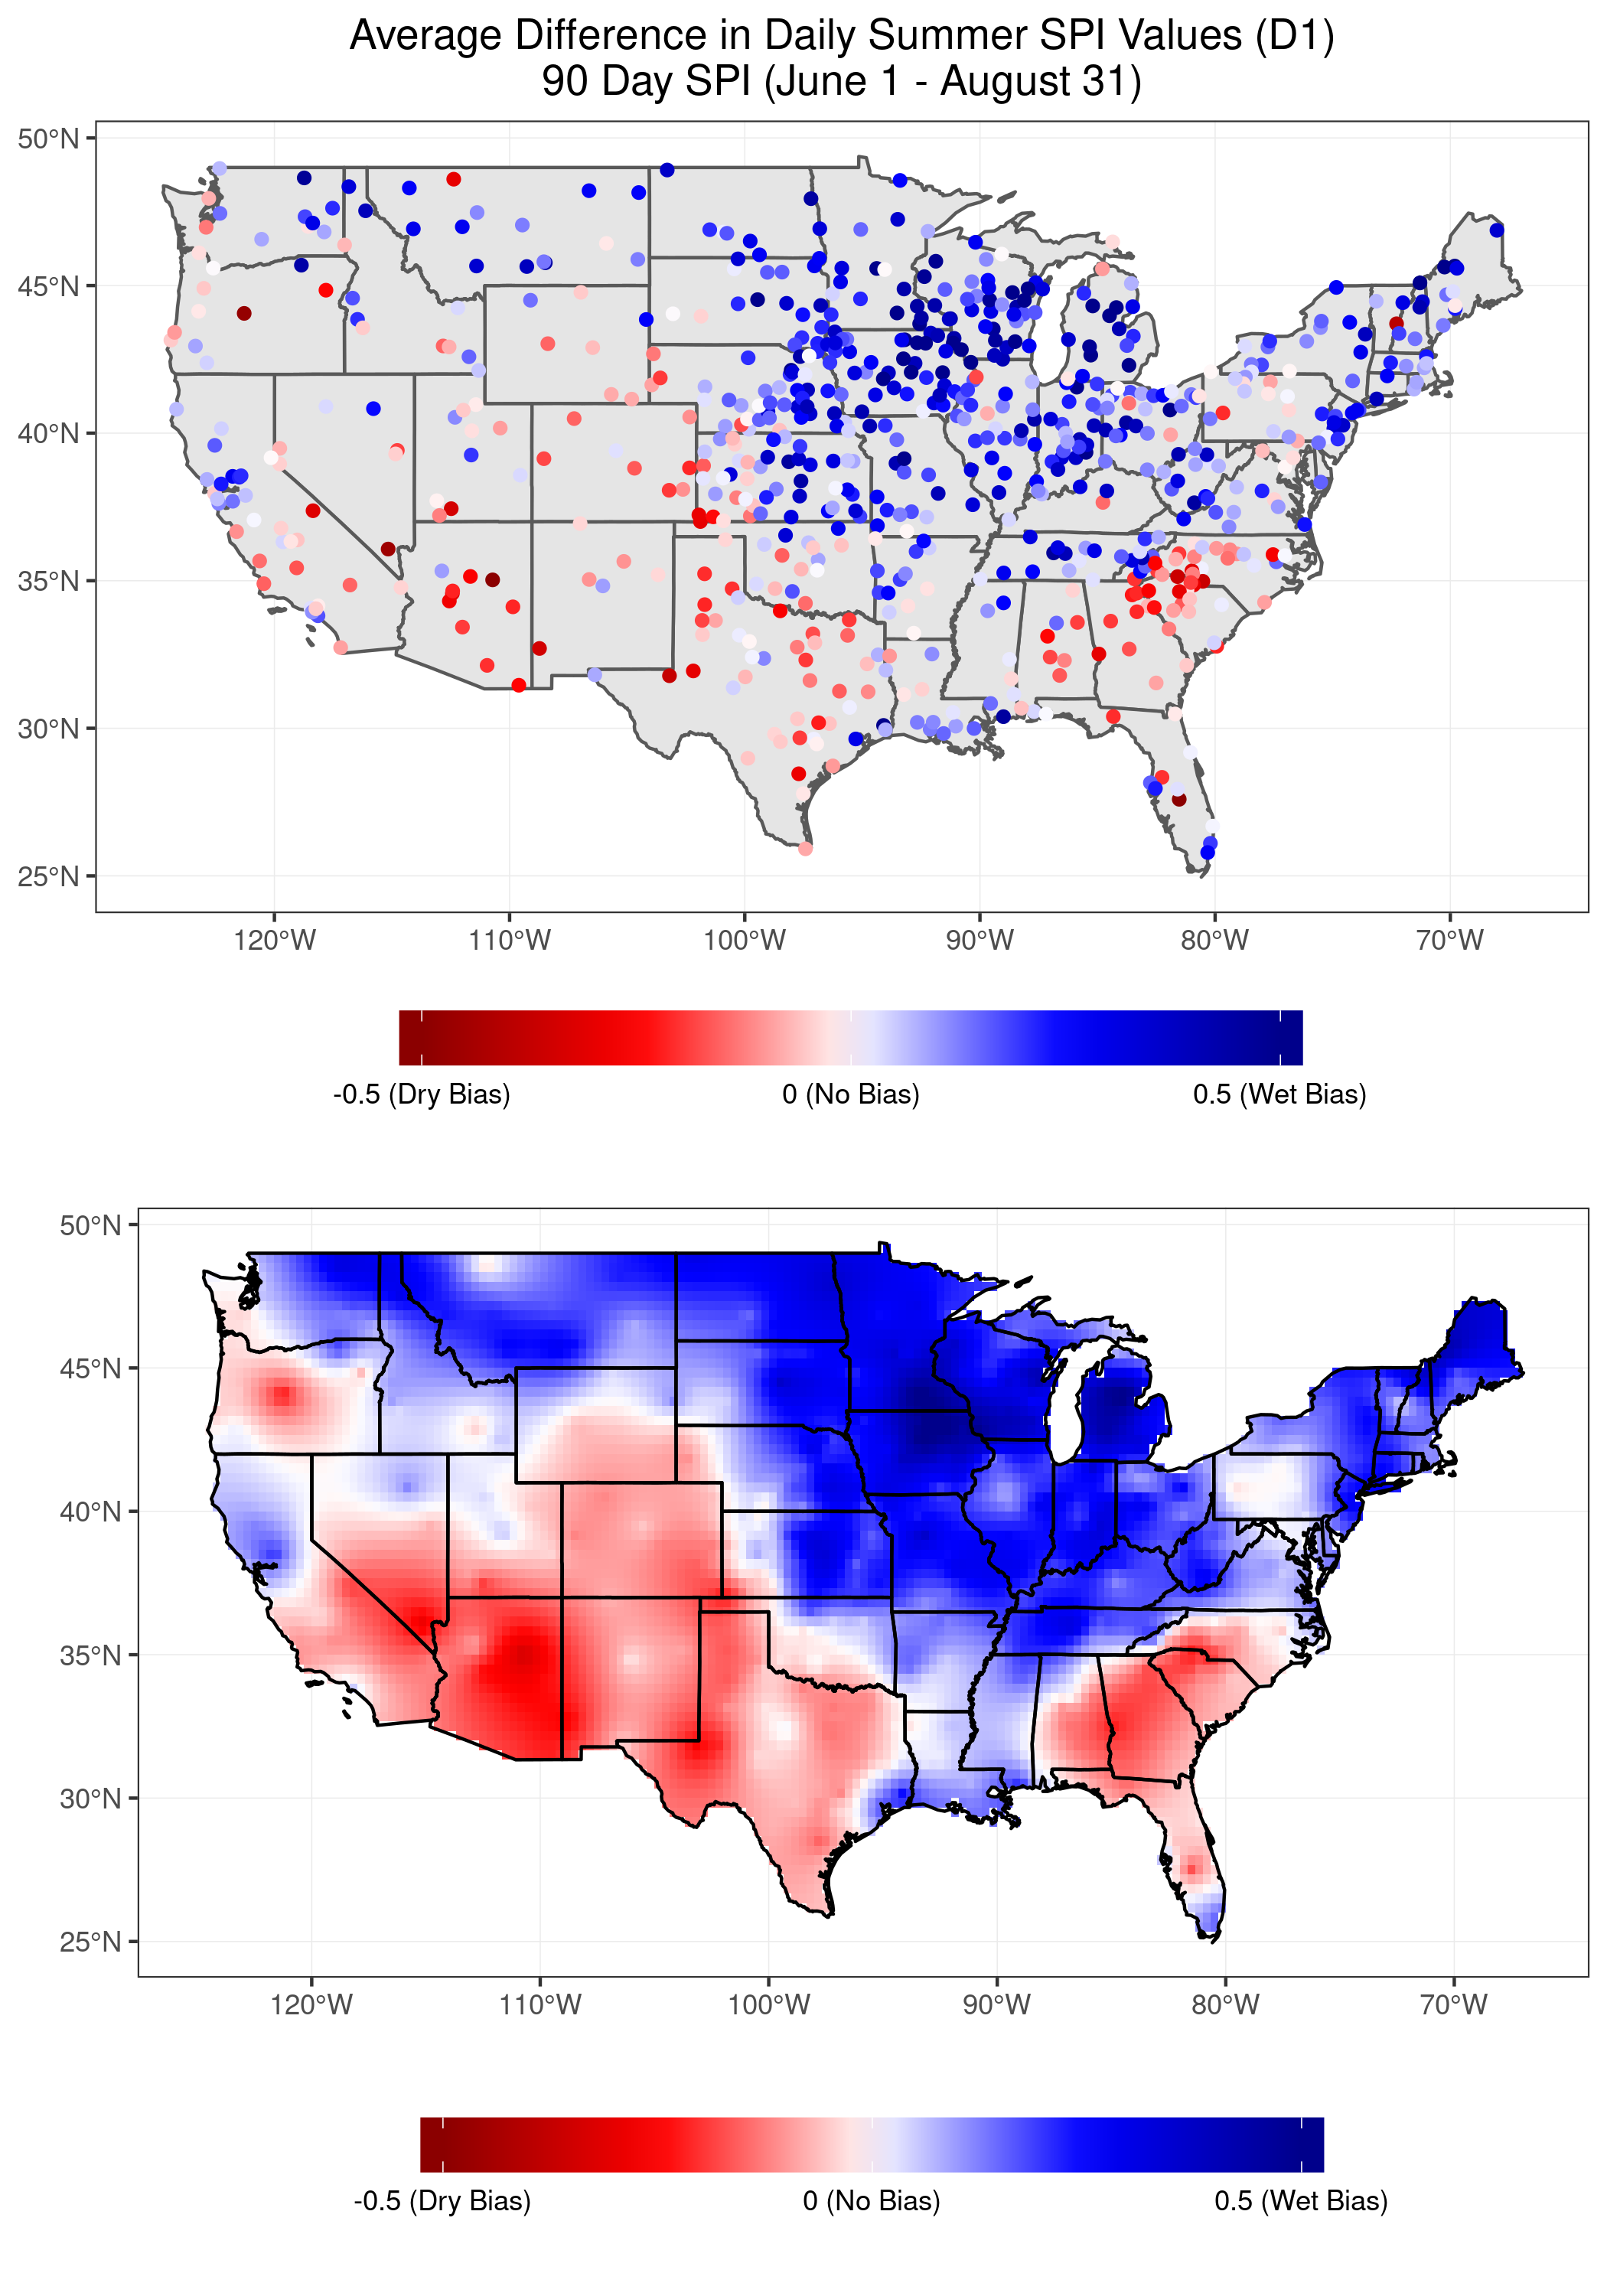 Average Difference in Daily Summer SPI Values (D1)
90 Day SPI (June 1 - August 31)
50°N
45°N
40°N
35°N
30°N
25°N
120°W 110°W 100°W 90°W 80°W 70°W
-0.5 (Dry Bias) 0 (No Bias) 0.5 (Wet Bias)
50°N
45°N
40°N
35°N
30°N
25°N
120°W 110°W 100°W 90°W 80°W 70°W
-0.5 (Dry Bias) 0 (No Bias) 0.5 (Wet Bias)